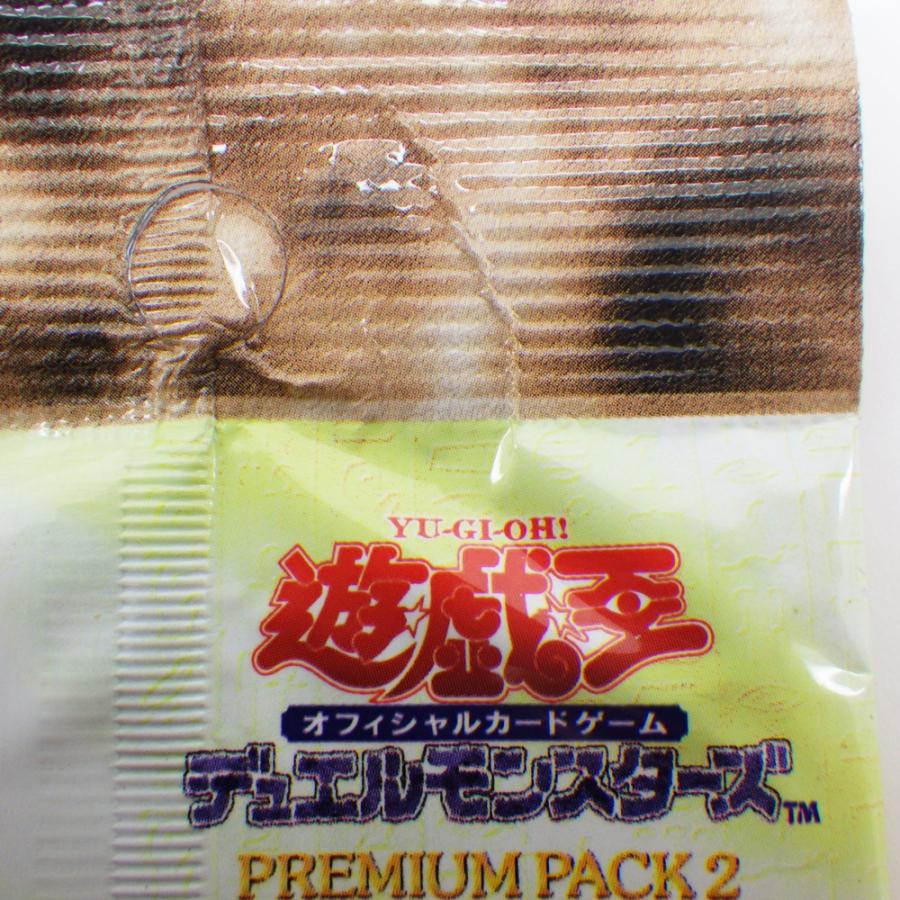 YU-GI-OH!
遊戯王
オフィシャルカードゲーム
デュエルモンスターズ™
PREMIUM PACK 2